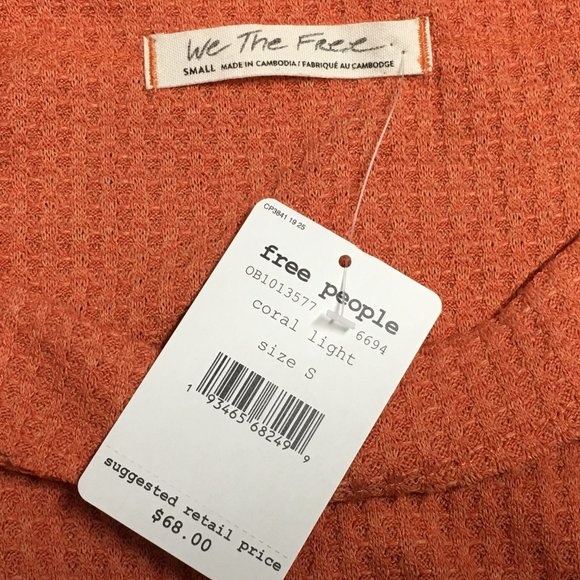 We The Free..
SMALL MADE IN CAMBODIA / FABRIQUÉ AU CAMBODGE
CP3841 19 25
free people
OB1013577 6694
coral light
size S
1 93465 68249 9
suggested retail price
$68.00